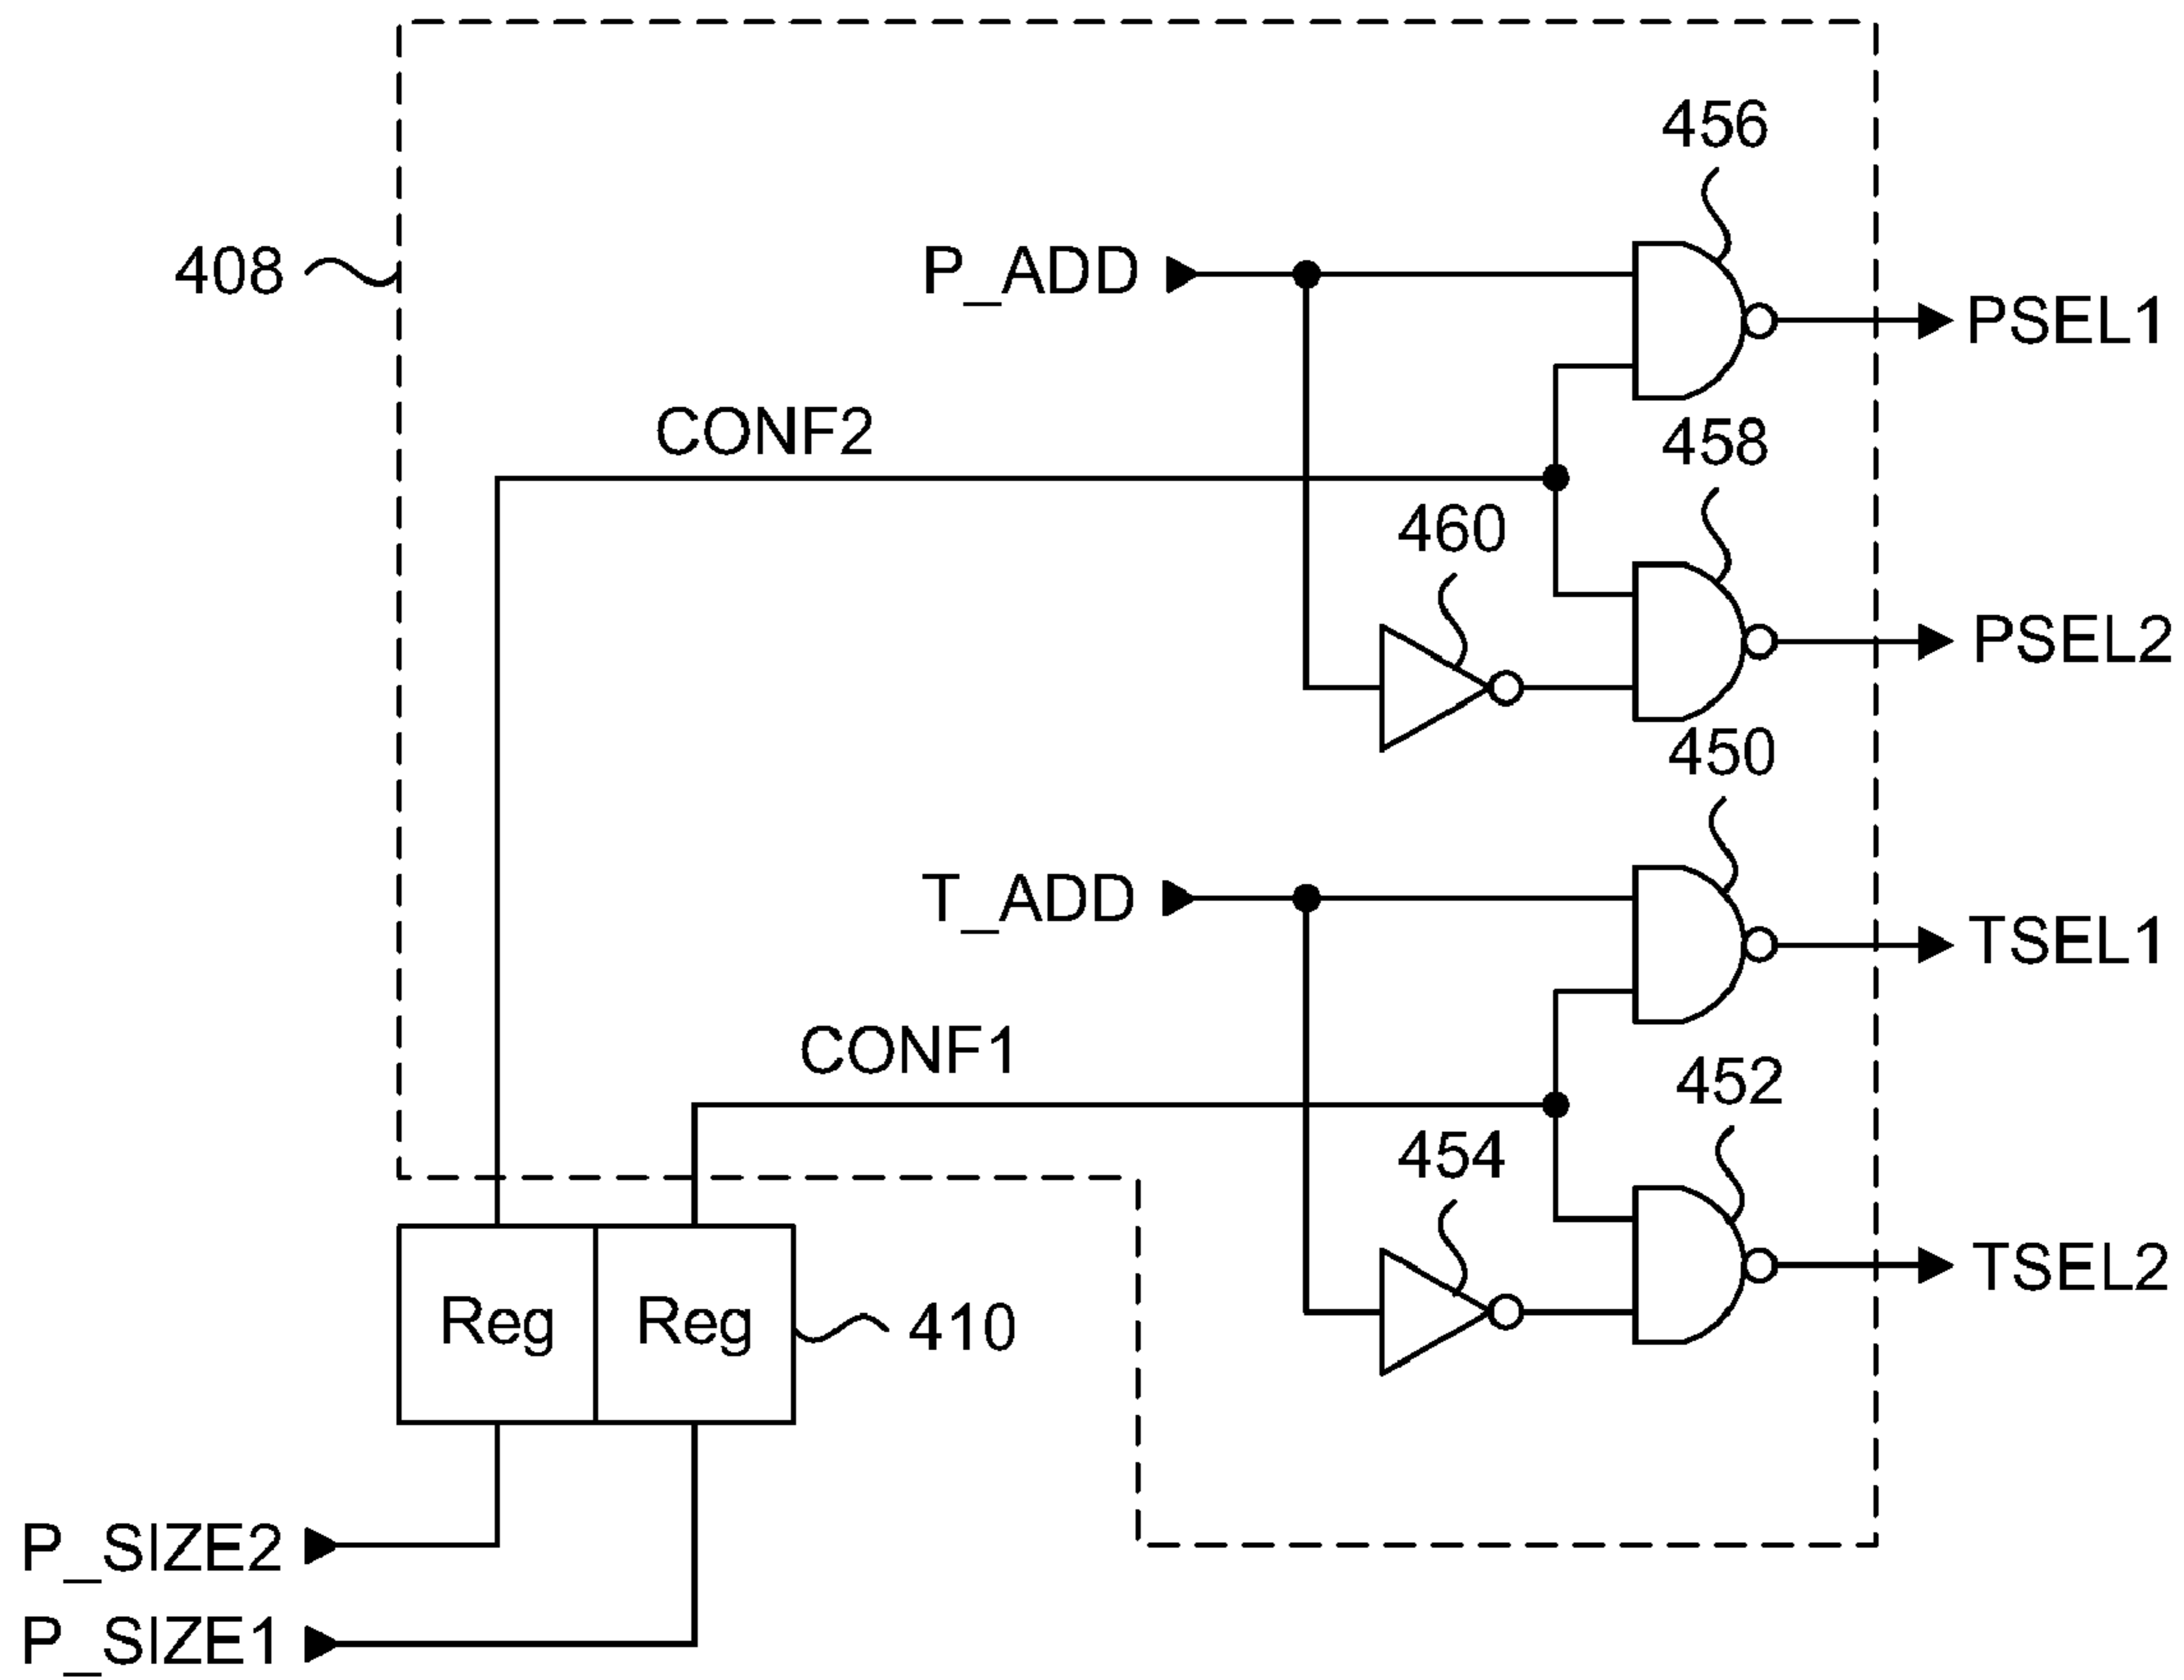 456
408
P_ADD
PSEL1
CONF2
458
460
PSEL2
450
T_ADD
TSEL1
CONF1
452
454
TSEL2
Reg
Reg
410
P_SIZE2
P_SIZE1